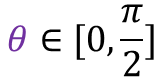 θ ∈ [0, π/2]